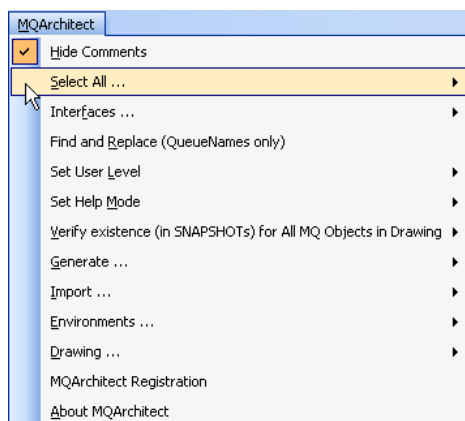 MQArchitect
Hide Comments
Select All ...
Interfaces ...
Find and Replace (QueueNames only)
Set User Level
Set Help Mode
Verify existence (in SNAPSHOTs) for All MQ Objects in Drawing
Generate ...
Import ...
Environments ...
Drawing ...
MQArchitect Registration
About MQArchitect